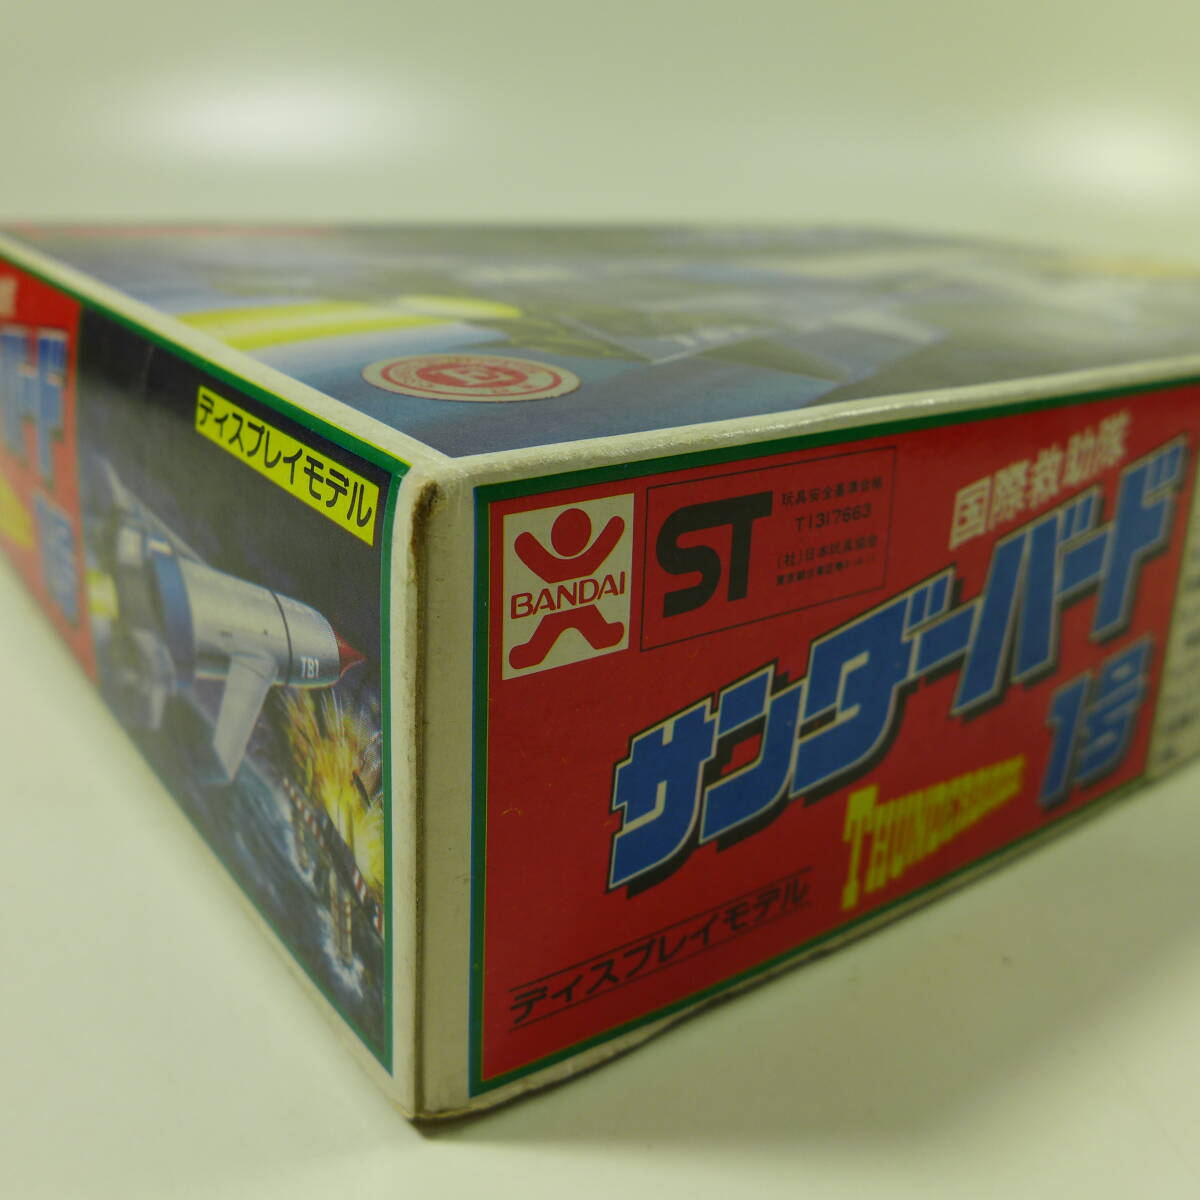 ディスプレイモデル
TB1
BANDAI
ST
玩具安全基準合格
T1317663
(社)日本玩具協会
国際救助隊
サンダーバード
1号
THUNDERBIRDS
ディスプレイモデル